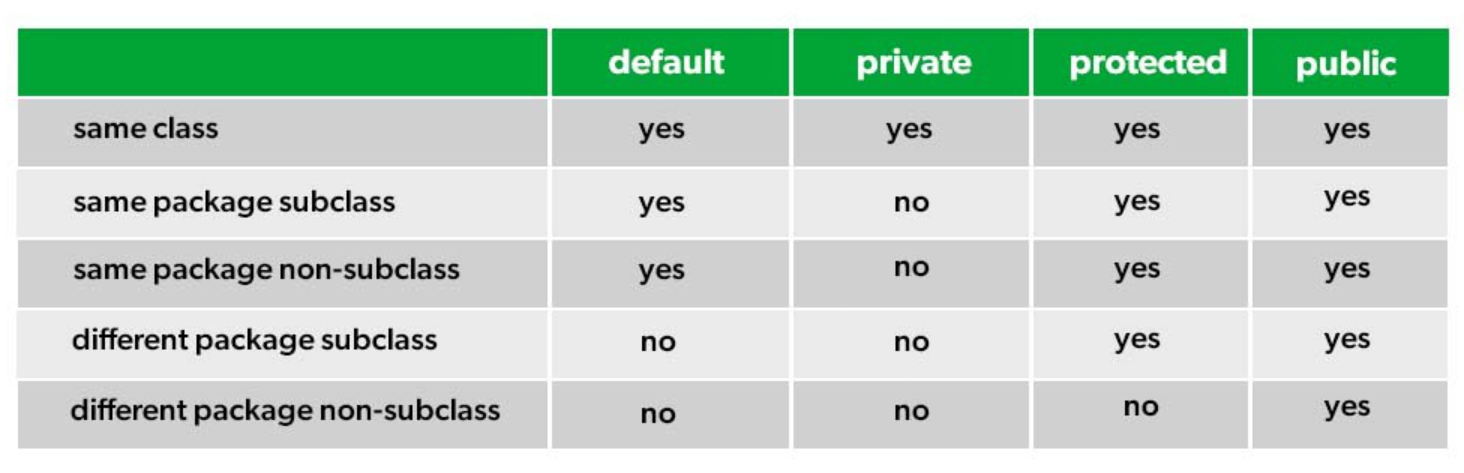 default private protected public
same class yes yes yes yes
same package subclass yes no yes yes
same package non-subclass yes no yes yes
different package subclass no no yes yes
different package non-subclass no no no yes